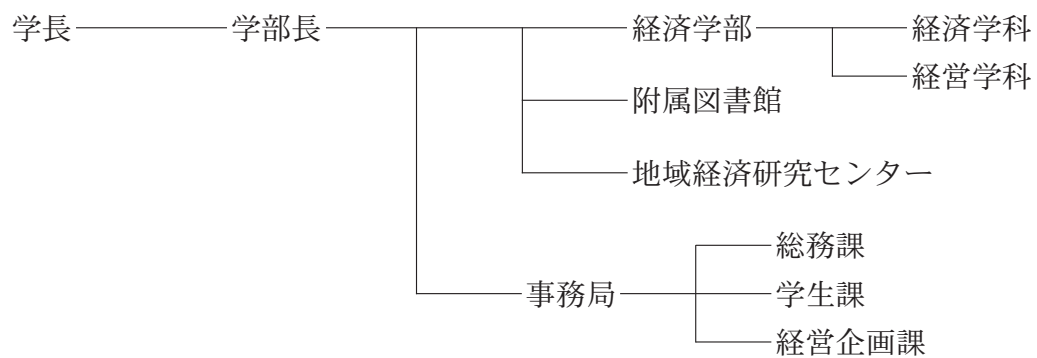 学長 学部長 経済学部 経済学科
経営学科
附属図書館
地域経済研究センター
総務課
事務局 学生課
経営企画課